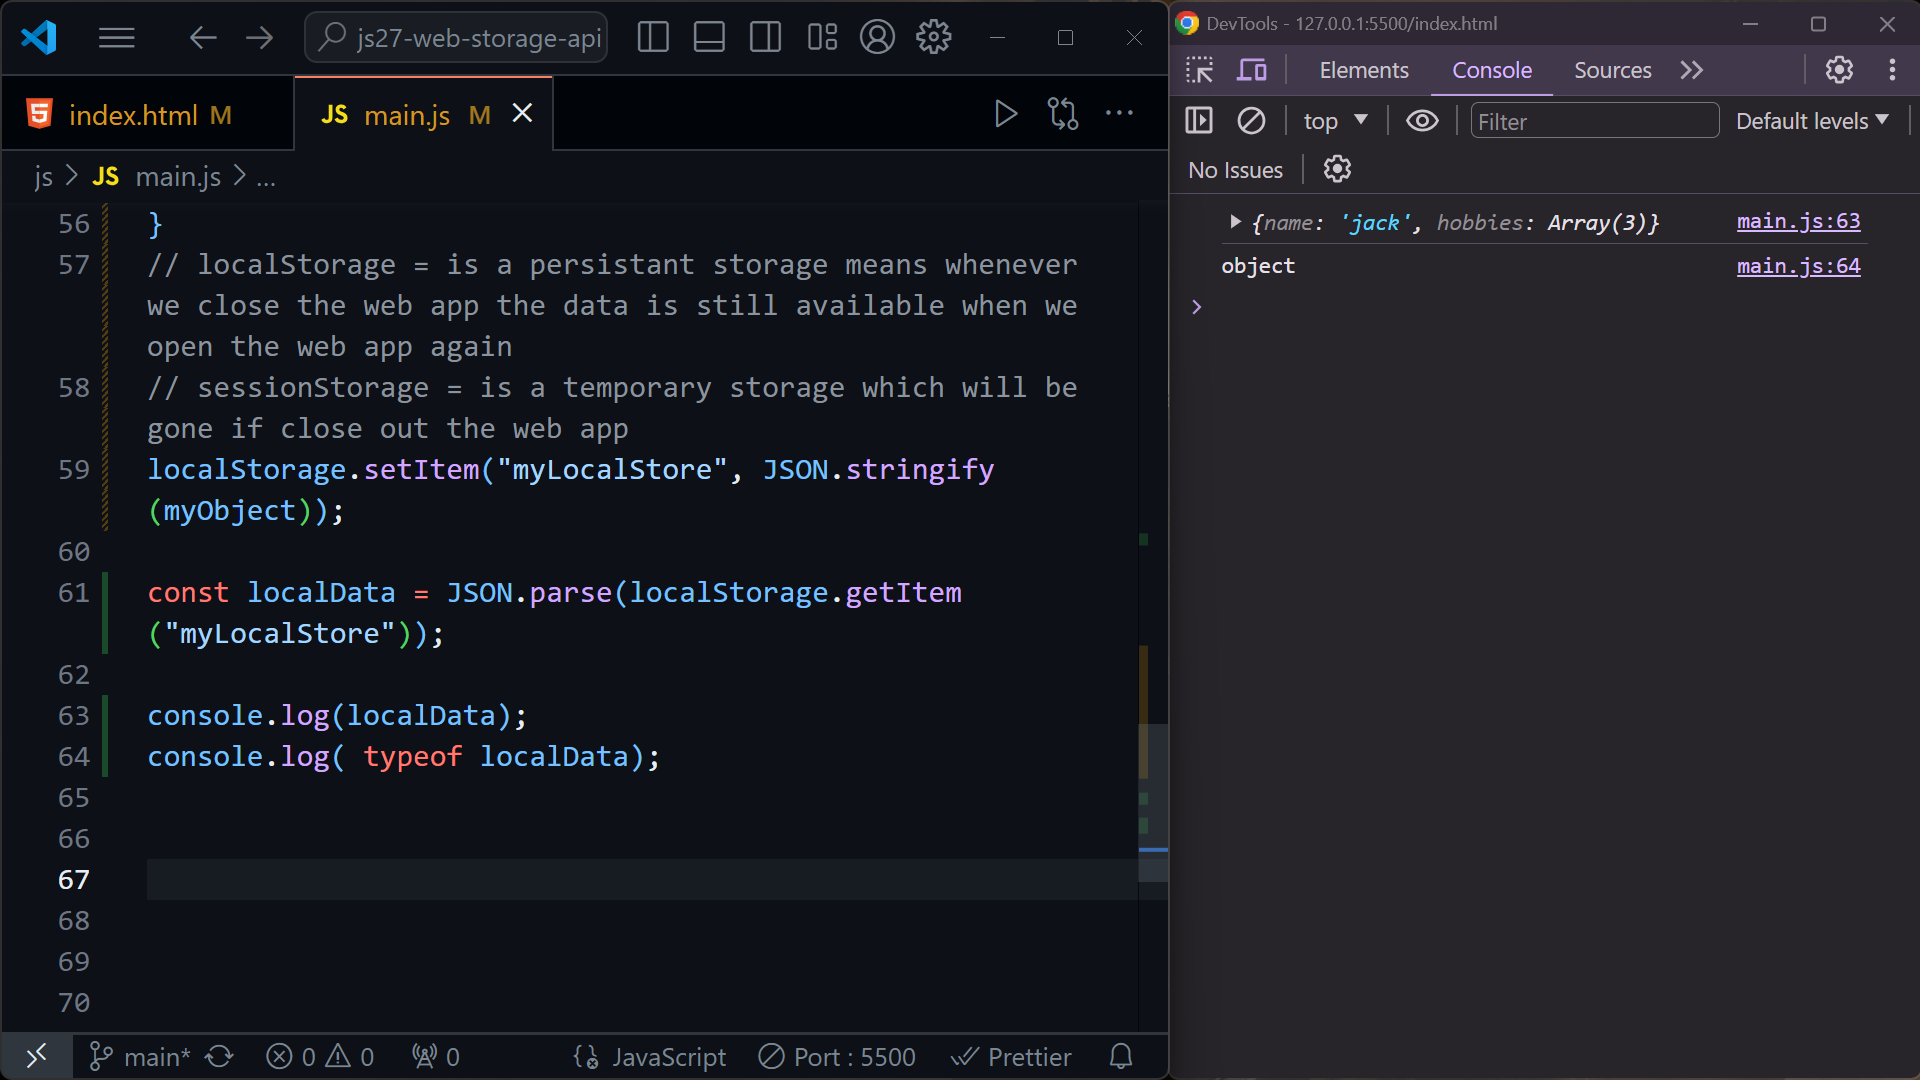 js27-web-storage-api
index.html M
JS main.js M
js > JS main.js > ...
56 }
57 // localStorage = is a persistant storage means whenever
we close the web app the data is still available when we
open the web app again
58 // sessionStorage = is a temporary storage which will be
gone if close out the web app
59 localStorage.setItem("myLocalStore", JSON.stringify
(myObject));
60
61 const localData = JSON.parse(localStorage.getItem
("myLocalStore"));
62
63 console.log(localData);
64 console.log( typeof localData);
65
66
67
68
69
70
main* 0 0 0 JavaScript Port : 5500 Prettier
DevTools - 127.0.0.1:5500/index.html
Elements Console Sources
top Filter Default levels
No Issues
{name: 'jack', hobbies: Array(3)} main.js:63
object main.js:64